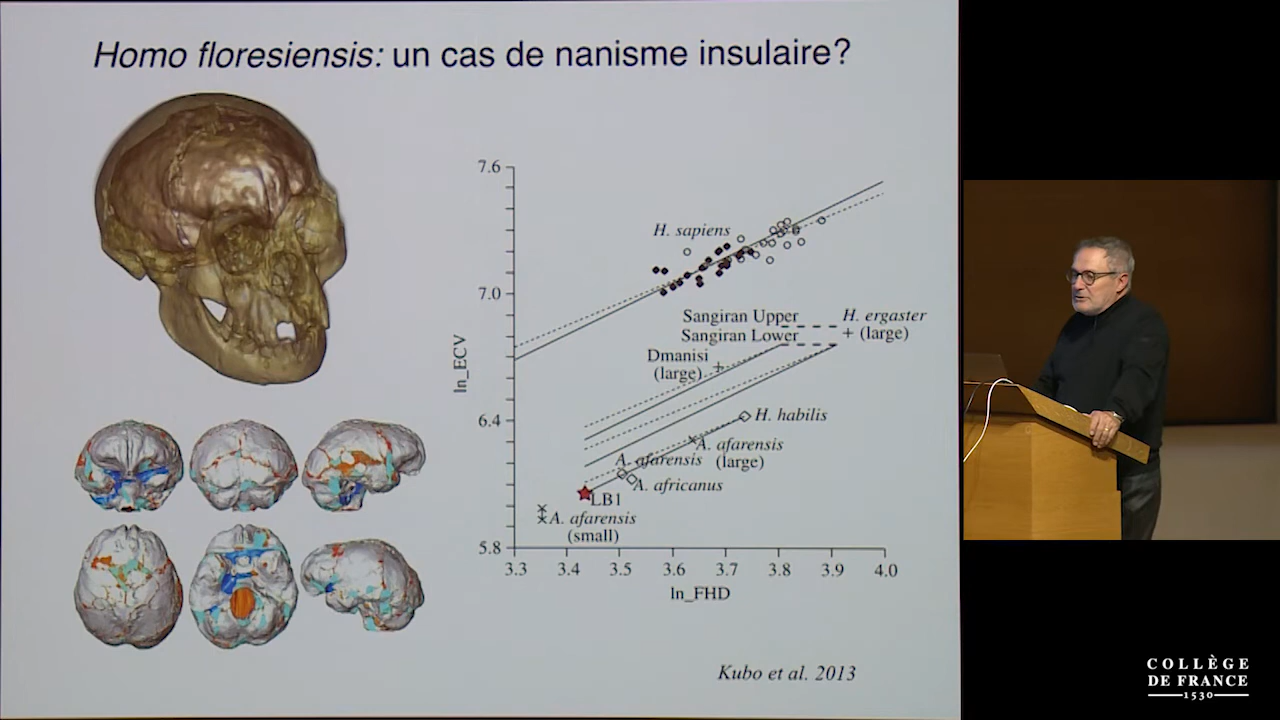 Homo floresiensis: un cas de nanisme insulaire?
7.6
7.0
6.4
5.8
ln_ECV
H. sapiens
Sangiran Upper
Sangiran Lower
H. ergaster
+ (large)
Dmanisi
(large)
H. habilis
A. afarensis
(large)
A. afarensis
A. africanus
LB1
A. afarensis
(small)
3.3 3.4 3.5 3.6 3.7 3.8 3.9 4.0
ln_FHD
Kubo et al. 2013
COLLÈGE
DE FRANCE
1530